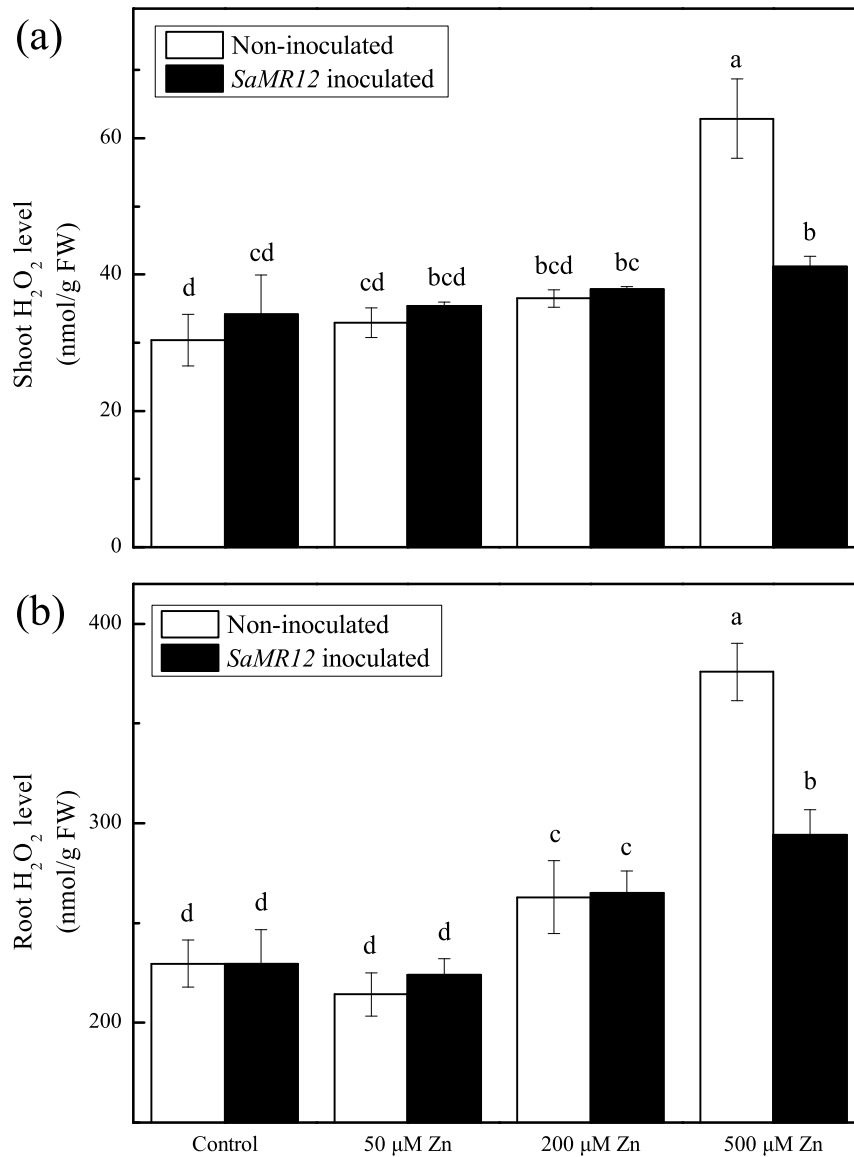 (a)
Non-inoculated
SaMR12 inoculated
Shoot H₂O₂ level
(nmol/g FW)
60
40
20
0
d
cd
cd
bcd
bcd
bc
a
b
(b)
Non-inoculated
SaMR12 inoculated
Root H₂O₂ level
(nmol/g FW)
400
300
200
d
d
d
d
c
c
a
b
Control
50 μM Zn
200 μM Zn
500 μM Zn